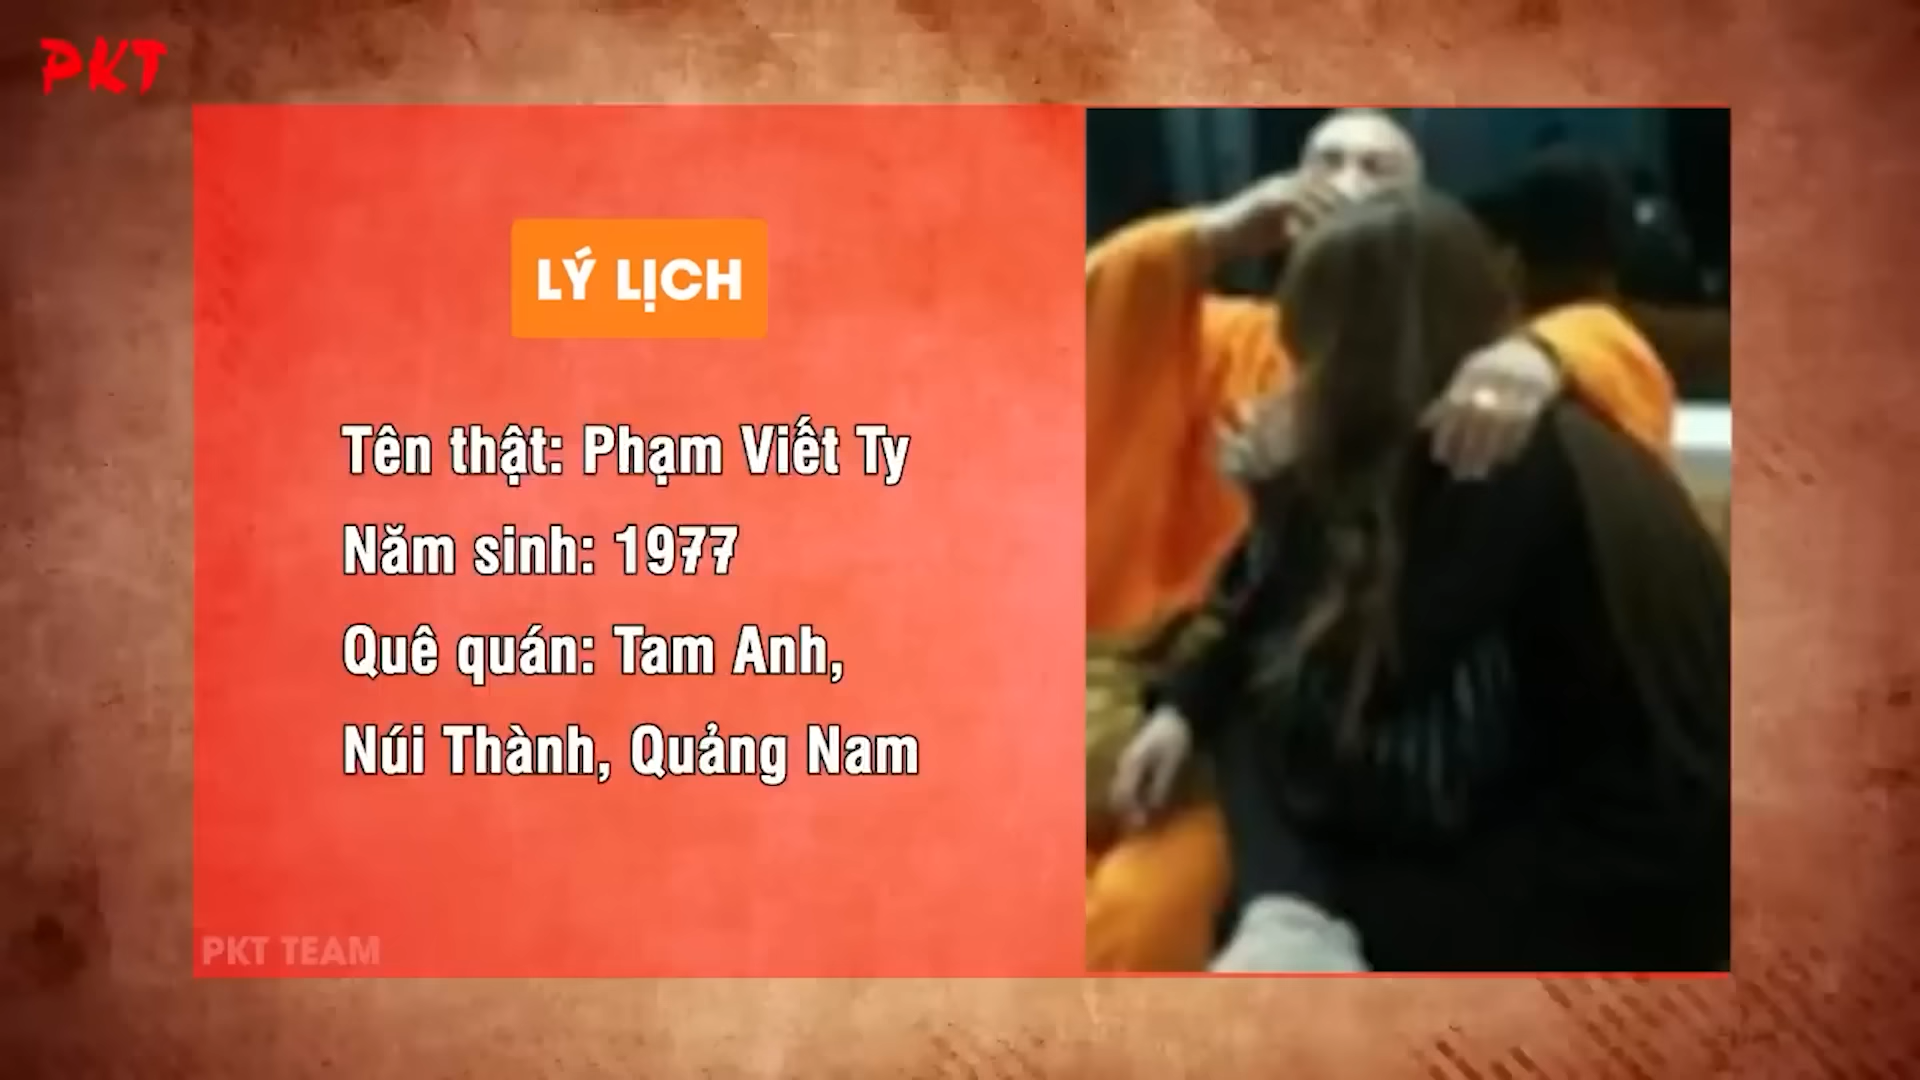 PKT
LÝ LỊCH
Tên thật: Phạm Viết Ty
Năm sinh: 1977
Quê quán: Tam Anh,
Núi Thành, Quảng Nam
PKT TEAM